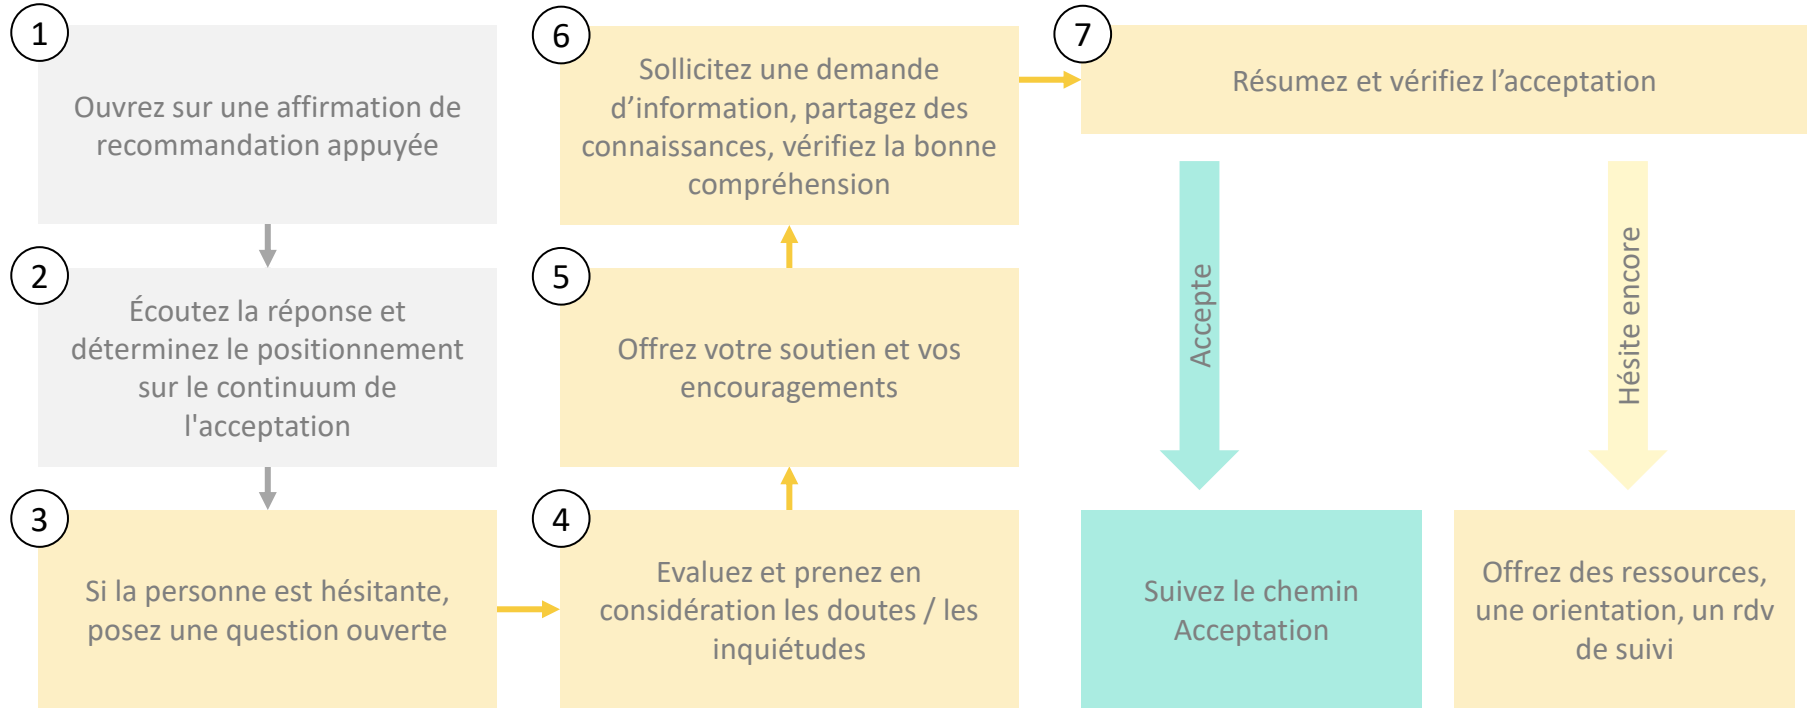 1
Ouvrez sur une affirmation de
recommandation appuyée
2
Écoutez la réponse et
déterminez le positionnement
sur le continuum de
l'acceptation
3
Si la personne est hésitante,
posez une question ouverte
4
Evaluez et prenez en
considération les doutes / les
inquiétudes
5
Offrez votre soutien et vos
encouragements
6
Sollicitez une demande
d’information, partagez des
connaissances, vérifiez la bonne
compréhension
7
Résumez et vérifiez l’acceptation
Accepte
Suivez le chemin
Acceptation
Hésite encore
Offrez des ressources,
une orientation, un rdv
de suivi